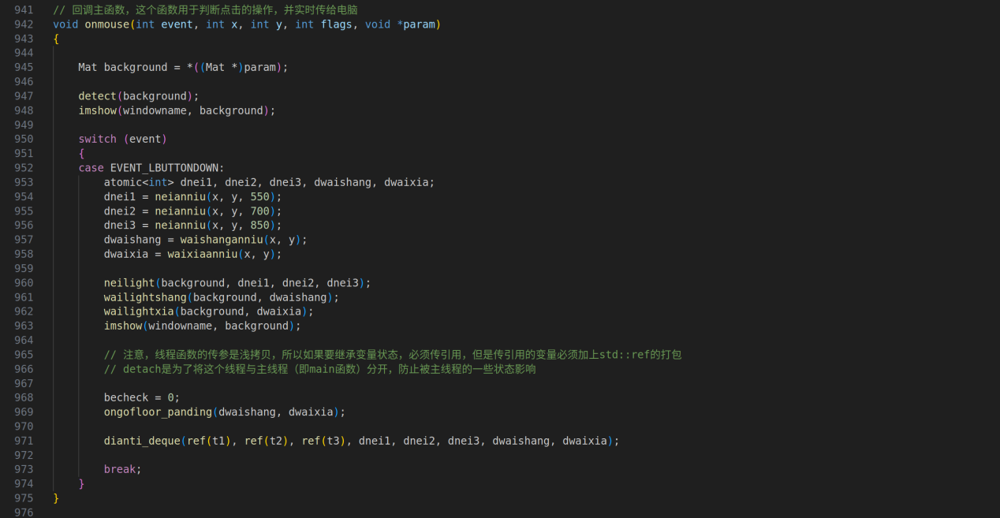 941 // 回调主函数，这个函数用于判断点击的操作，并实时传给电脑
942 void onmouse(int event, int x, int y, int flags, void *param)
943 {
944
945     Mat background = *((Mat *)param);
946
947     detect(background);
948     imshow(windowname, background);
949
950     switch (event)
951     {
952     case EVENT_LBUTTONDOWN:
953         atomic<int> dnei1, dnei2, dnei3, dwaishang, dwaixia;
954         dnei1 = neianniu(x, y, 550);
955         dnei2 = neianniu(x, y, 700);
956         dnei3 = neianniu(x, y, 850);
957         dwaishang = waishanganniu(x, y);
958         dwaixia = waixiaanniu(x, y);
959
960         neilight(background, dnei1, dnei2, dnei3);
961         wailightshang(background, dwaishang);
962         wailightxia(background, dwaixia);
963         imshow(windowname, background);
964
965         // 注意，线程函数的传参是浅拷贝，所以如果要继承变量状态，必须传引用，但是传引用的变量必须加上std::ref的打包
966         // detach是为了将这个线程与主线程（即main函数）分开，防止被主线程的一些状态影响
967
968         becheck = 0;
969         ongofloor_panding(dwaishang, dwaixia);
970
971         dianti_deque(ref(t1), ref(t2), ref(t3), dnei1, dnei2, dnei3, dwaishang, dwaixia);
972
973         break;
974     }
975 }
976